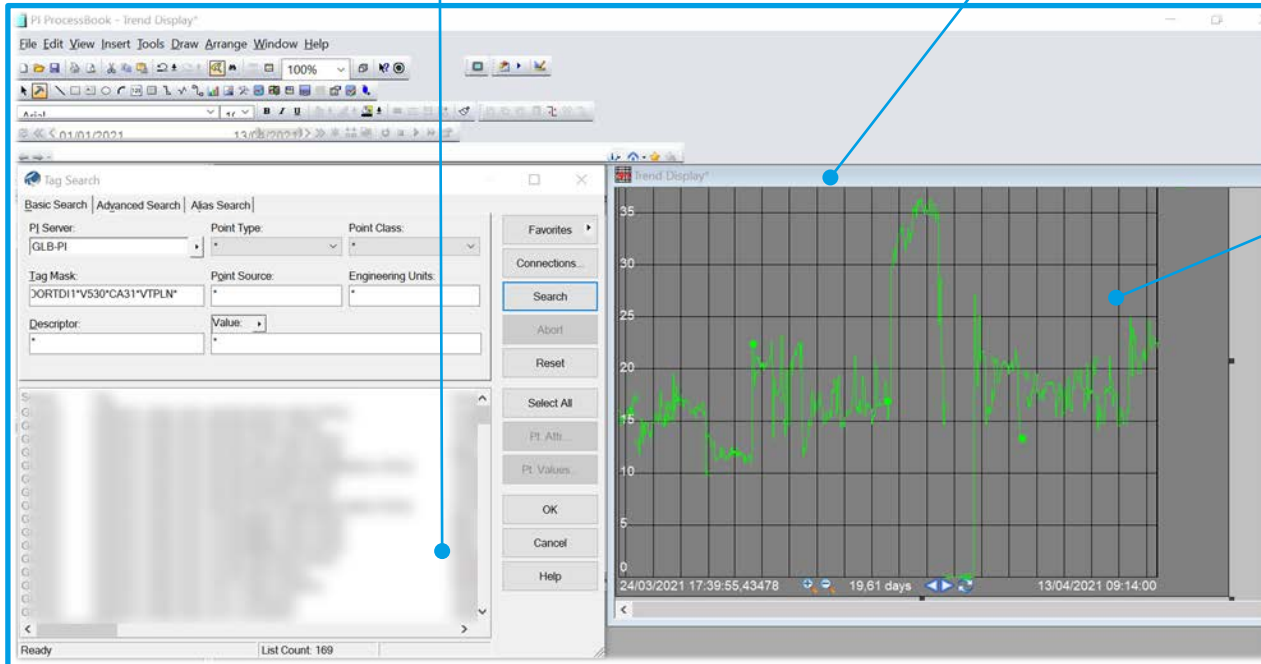 PI ProcessBook - Trend Display*
File Edit View Insert Tools Draw Arrange Window Help
100%
Arial
B I U
01/01/2021
Tag Search
Basic Search Advanced Search Alias Search
PI Server: Point Type: Point Class:
GLB-PI * *
Tag Mask: Point Source: Engineering Units:
ORTDI1*V530*CA31*VTPLN* * *
Descriptor: Value:
* *
Favorites
Connections...
Search
Abort
Reset
Select All
Pt. Attr...
Pt. Values...
OK
Cancel
Help
Ready List Count: 169
Trend Display*
35
30
25
20
15
10
5
0
24/03/2021 17:39:55,43478 19,61 days 13/04/2021 09:14:00